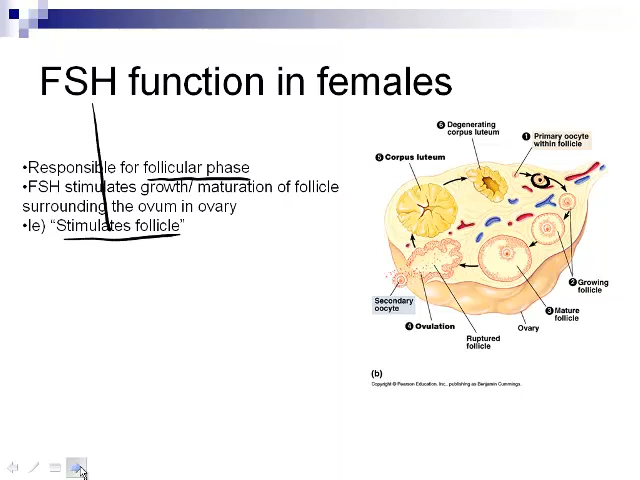 FSH function in females
•Responsible for follicular phase
•FSH stimulates growth/ maturation of follicle
surrounding the ovum in ovary
•Ie) “Stimulates follicle”
6 Degenerating
corpus luteum
1 Primary oocyte
within follicle
5 Corpus luteum
2 Growing
follicle
Secondary
oocyte
3 Mature
follicle
4 Ovulation
Ovary
Ruptured
follicle
(b)
Copyright © Pearson Education, Inc., publishing as Benjamin Cummings.